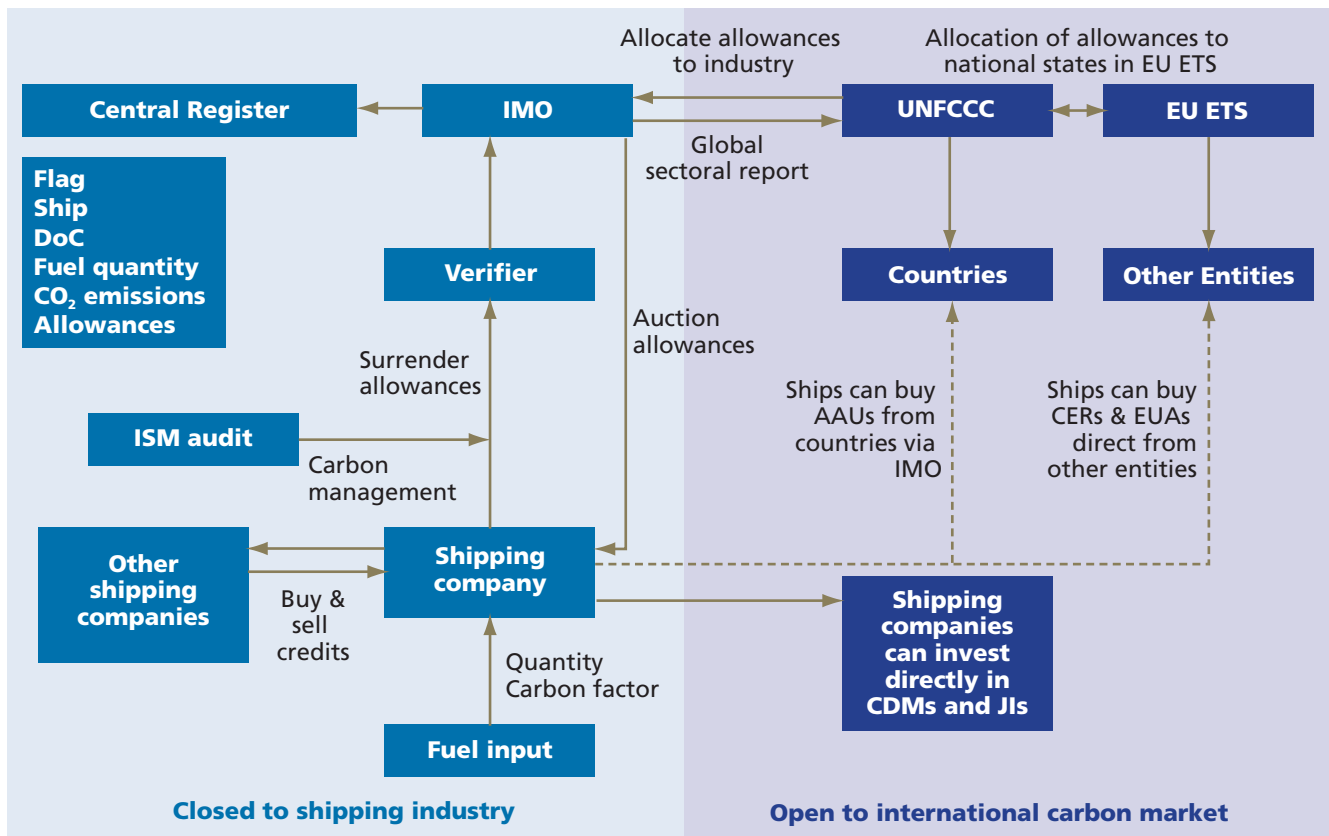 Allocate allowances
to industry
Allocation of allowances to
national states in EU ETS
Central Register
IMO
UNFCCC
EU ETS
Global
sectoral report
Flag
Ship
DoC
Fuel quantity
CO₂ emissions
Allowances
Verifier
Countries
Other Entities
Auction
allowances
Surrender
allowances
Ships can buy
AAUs from
countries via
IMO
Ships can buy
CERs & EUAs
direct from
other entities
ISM audit
Carbon
management
Other
shipping
companies
Shipping
company
Buy &
sell
credits
Shipping
companies
can invest
directly in
CDMs and JIs
Quantity
Carbon factor
Fuel input
Closed to shipping industry
Open to international carbon market